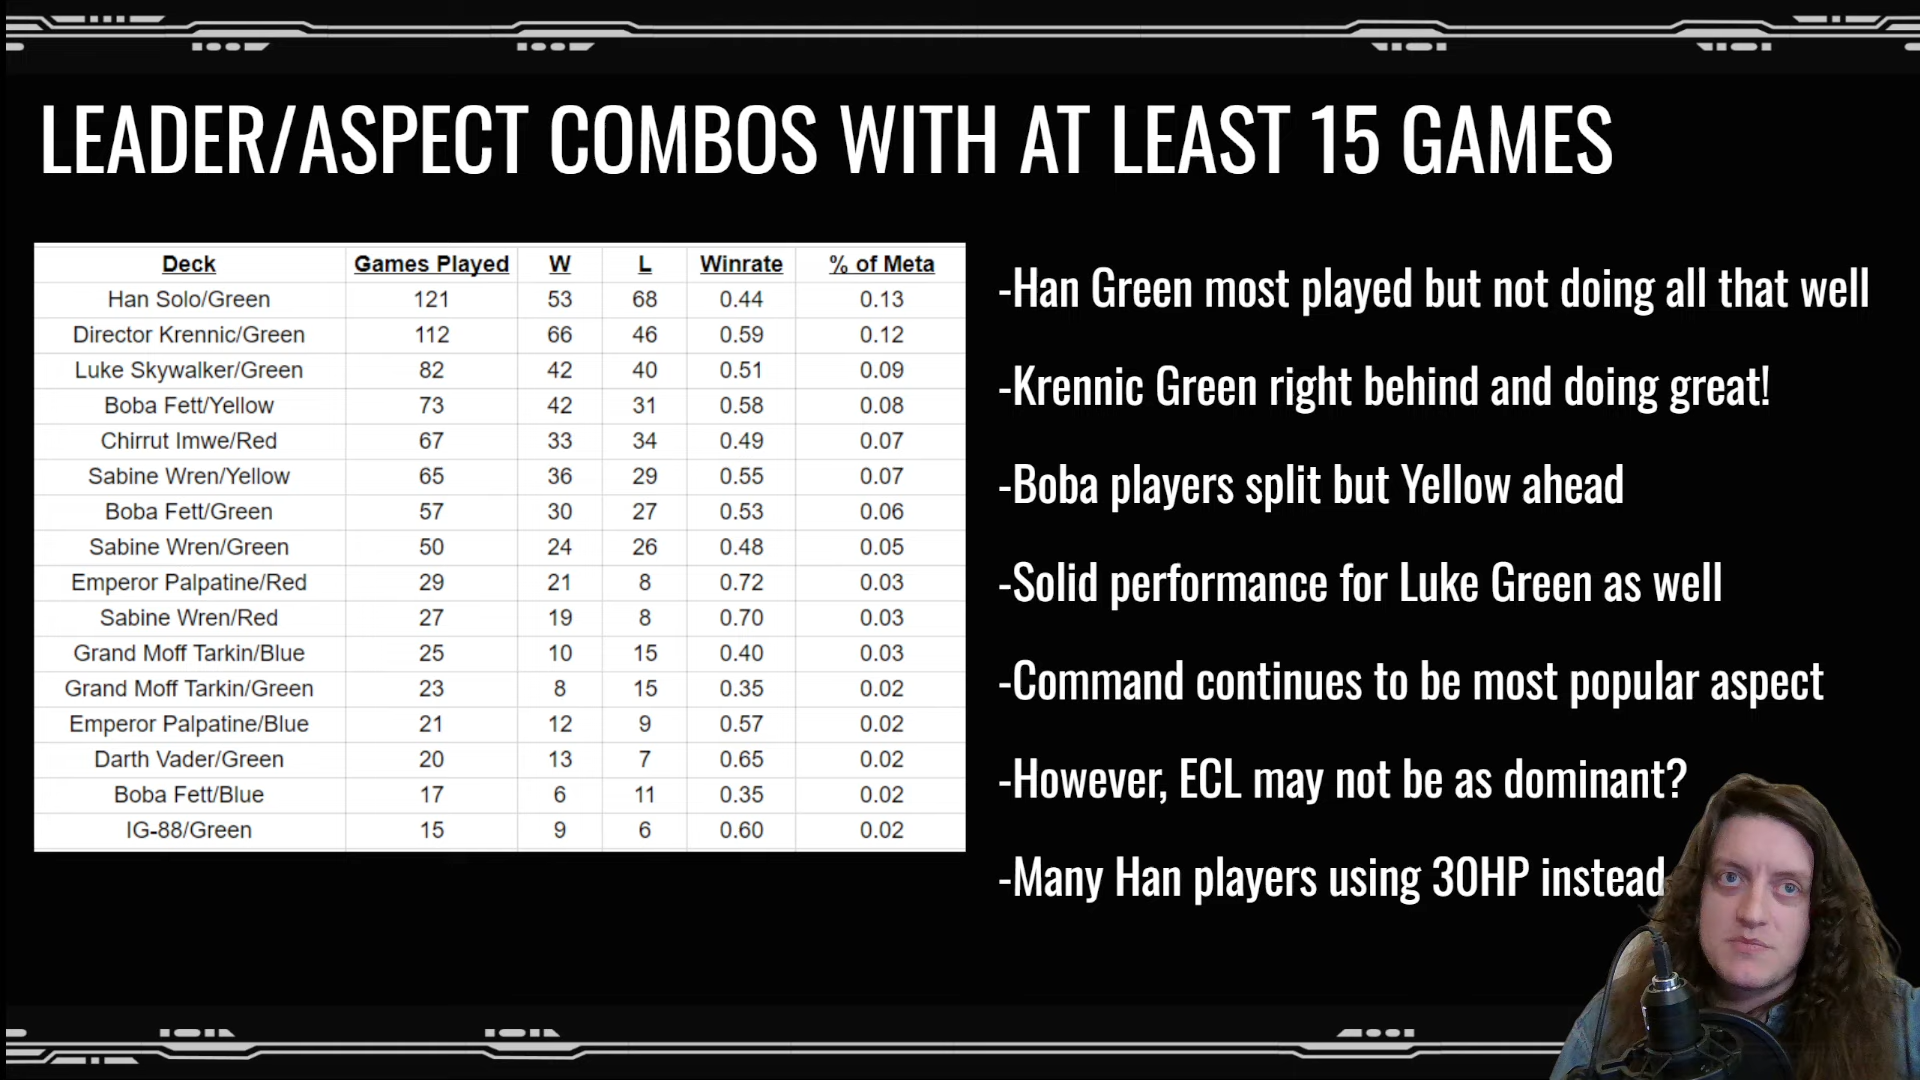 LEADER/ASPECT COMBOS WITH AT LEAST 15 GAMES
Deck Games Played W L Winrate % of Meta
Han Solo/Green 121 53 68 0.44 0.13
Director Krennic/Green 112 66 46 0.59 0.12
Luke Skywalker/Green 82 42 40 0.51 0.09
Boba Fett/Yellow 73 42 31 0.58 0.08
Chirrut Imwe/Red 67 33 34 0.49 0.07
Sabine Wren/Yellow 65 36 29 0.55 0.07
Boba Fett/Green 57 30 27 0.53 0.06
Sabine Wren/Green 50 24 26 0.48 0.05
Emperor Palpatine/Red 29 21 8 0.72 0.03
Sabine Wren/Red 27 19 8 0.70 0.03
Grand Moff Tarkin/Blue 25 10 15 0.40 0.03
Grand Moff Tarkin/Green 23 8 15 0.35 0.02
Emperor Palpatine/Blue 21 12 9 0.57 0.02
Darth Vader/Green 20 13 7 0.65 0.02
Boba Fett/Blue 17 6 11 0.35 0.02
IG-88/Green 15 9 6 0.60 0.02
-Han Green most played but not doing all that well
-Krennic Green right behind and doing great!
-Boba players split but Yellow ahead
-Solid performance for Luke Green as well
-Command continues to be most popular aspect
-However, ECL may not be as dominant?
-Many Han players using 30HP instead